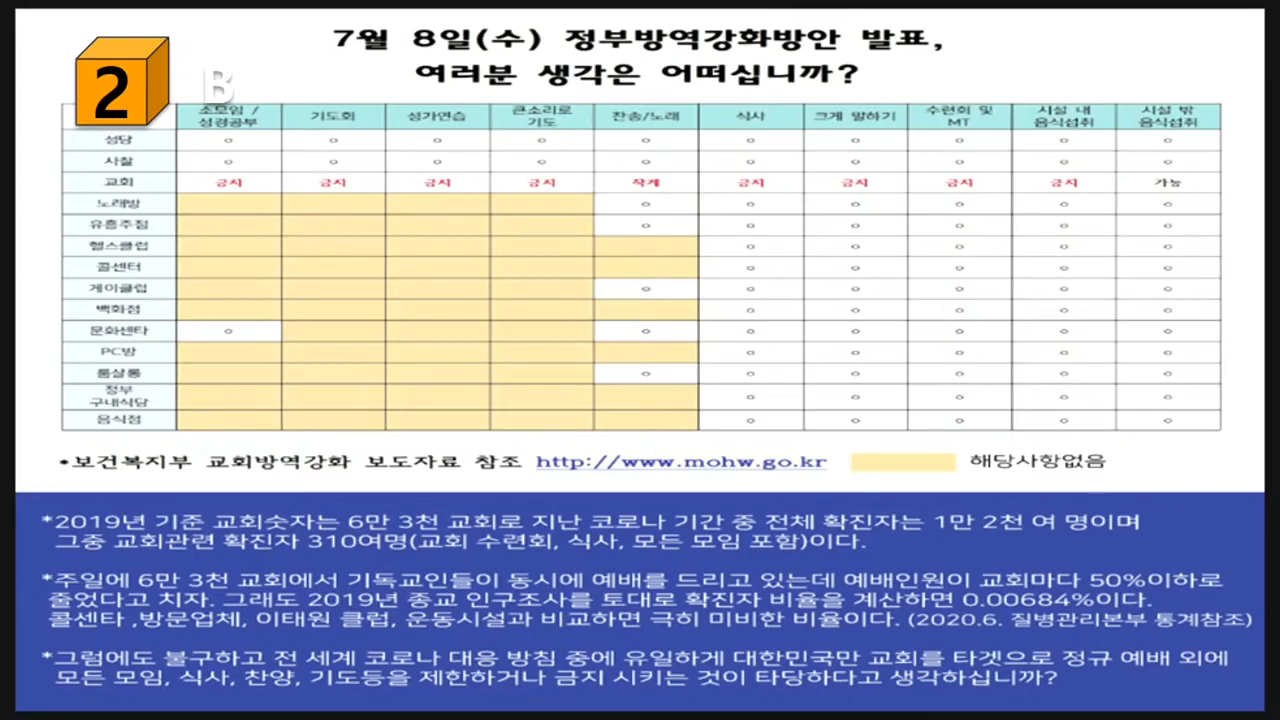 7월 8일(수) 정부방역강화방안 발표,
여러분 생각은 어떠십니까?
2
B
소모임 / 성경공부 기도회 성가연습 큰소리로 기도 찬송/노래 식사 크게 말하기 수련회 및 MT 시설 내 음식섭취 시설 밖 음식섭취
성당 ○ ○ ○ ○ ○ ○ ○ ○ ○ ○
사찰 ○ ○ ○ ○ ○ ○ ○ ○ ○ ○
교회 금지 금지 금지 금지 작게 금지 금지 금지 금지 가능
노래방 ○ ○ ○ ○ ○ ○
유흥주점 ○ ○ ○ ○ ○ ○
헬스클럽 ○ ○ ○ ○ ○
콜센터 ○ ○ ○ ○ ○
게이클럽 ○ ○ ○ ○ ○ ○
백화점 ○ ○ ○ ○ ○
문화센타 ○ ○ ○ ○ ○ ○ ○
PC방 ○ ○ ○ ○ ○
룸살롱 ○ ○ ○ ○ ○ ○
정부 구내식당 ○ ○ ○ ○ ○
음식점 ○ ○ ○ ○ ○
•보건복지부 교회방역강화 보도자료 참조 http://www.mohw.go.kr 해당사항없음
*2019년 기준 교회숫자는 6만 3천 교회로 지난 코로나 기간 중 전체 확진자는 1만 2천 여 명이며
그중 교회관련 확진자 310여명(교회 수련회, 식사, 모든 모임 포함)이다.
*주일에 6만 3천 교회에서 기독교인들이 동시에 예배를 드리고 있는데 예배인원이 교회마다 50%이하로
줄었다고 치자. 그래도 2019년 종교 인구조사를 토대로 확진자 비율을 계산하면 0.00684%이다.
콜센타 ,방문업체, 이태원 클럽, 운동시설과 비교하면 극히 미비한 비율이다. (2020.6. 질병관리본부 통계참조)
*그럼에도 불구하고 전 세계 코로나 대응 방침 중에 유일하게 대한민국만 교회를 타겟으로 정규 예배 외에
모든 모임, 식사, 찬양, 기도등을 제한하거나 금지 시키는 것이 타당하다고 생각하십니까?